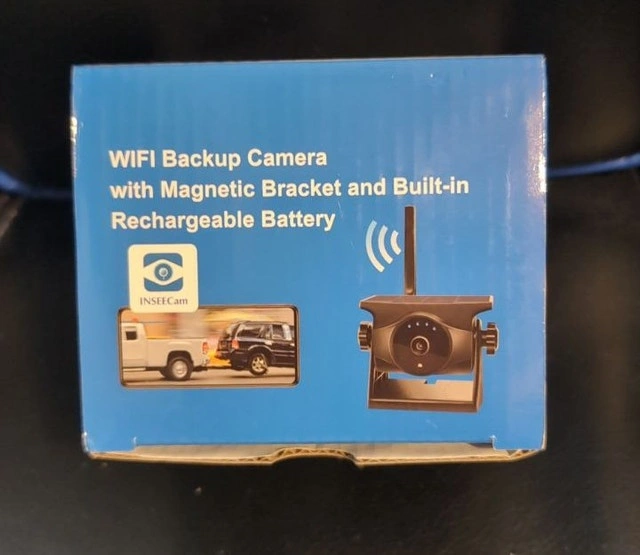 WIFI Backup Camera
with Magnetic Bracket and Built-in
Rechargeable Battery
INSEECam